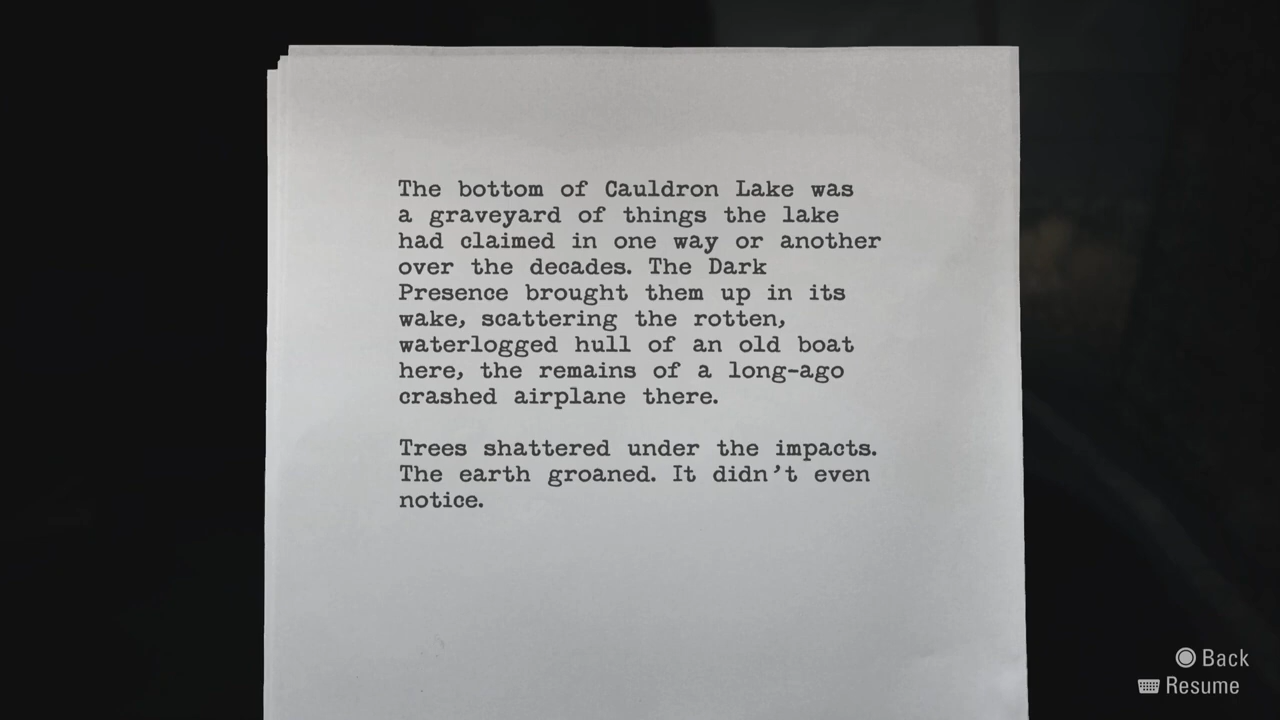 The bottom of Cauldron Lake was
a graveyard of things the lake
had claimed in one way or another
over the decades. The Dark
Presence brought them up in its
wake, scattering the rotten,
waterlogged hull of an old boat
here, the remains of a long-ago
crashed airplane there.
Trees shattered under the impacts.
The earth groaned. It didn't even
notice.
Back
Resume